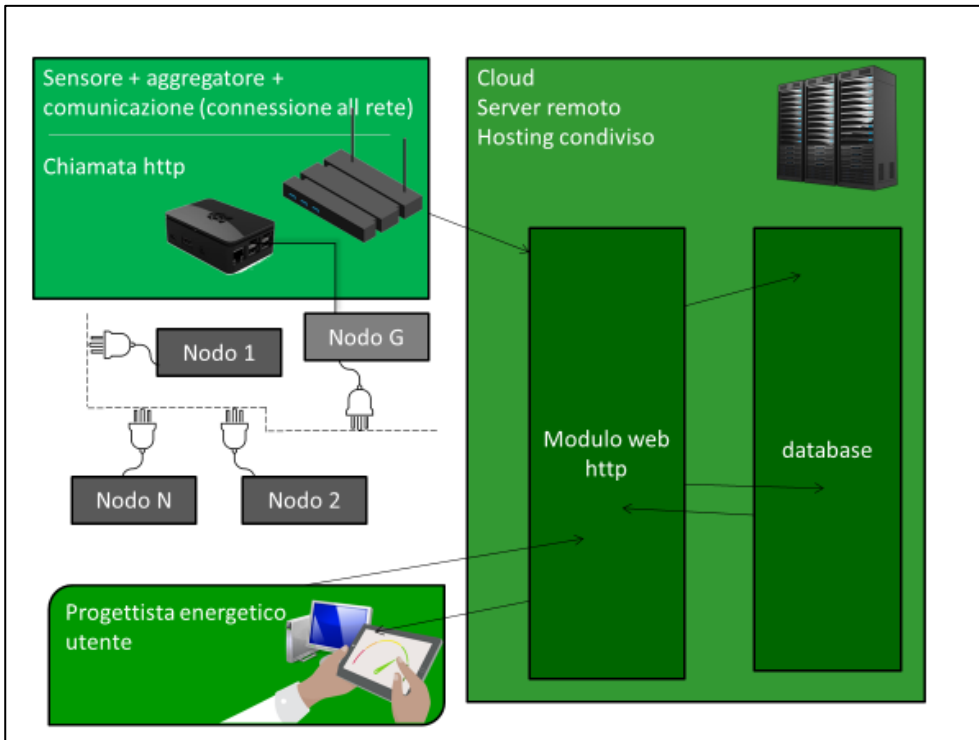 Sensore + aggregatore +
comunicazione (connessione all rete)
Chiamata http
Cloud
Server remoto
Hosting condiviso
Nodo 1
Nodo G
Nodo N
Nodo 2
Modulo web
http
database
Progettista energetico
utente